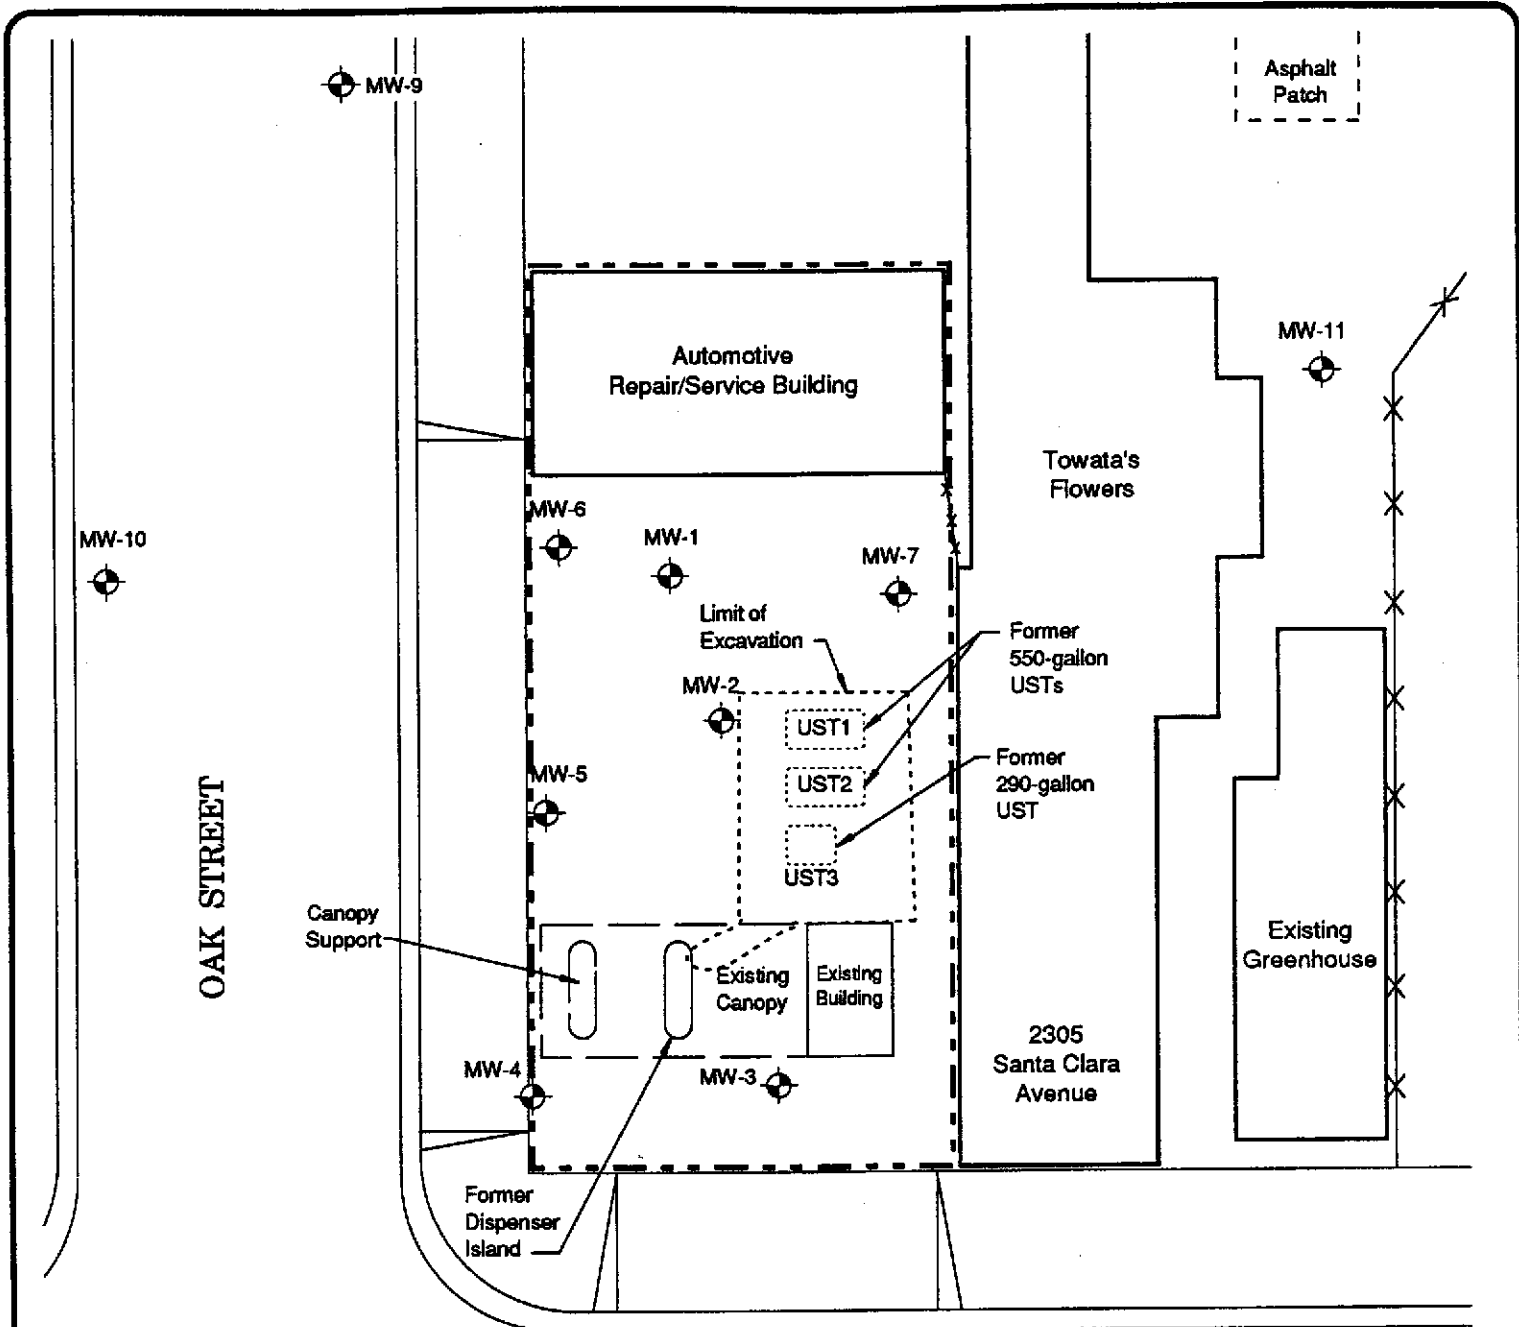 MW-9
Asphalt
Patch
MW-11
Automotive
Repair/Service Building
Towata's
Flowers
MW-6
MW-1
MW-10
MW-7
Limit of
Excavation
Former
550-gallon
USTs
MW-2
UST1
UST2
Former
290-gallon
UST
MW-5
UST3
OAK STREET
Canopy
Support
Existing
Canopy
Existing
Building
Existing
Greenhouse
2305
Santa Clara
Avenue
MW-4
MW-3
Former
Dispenser
Island